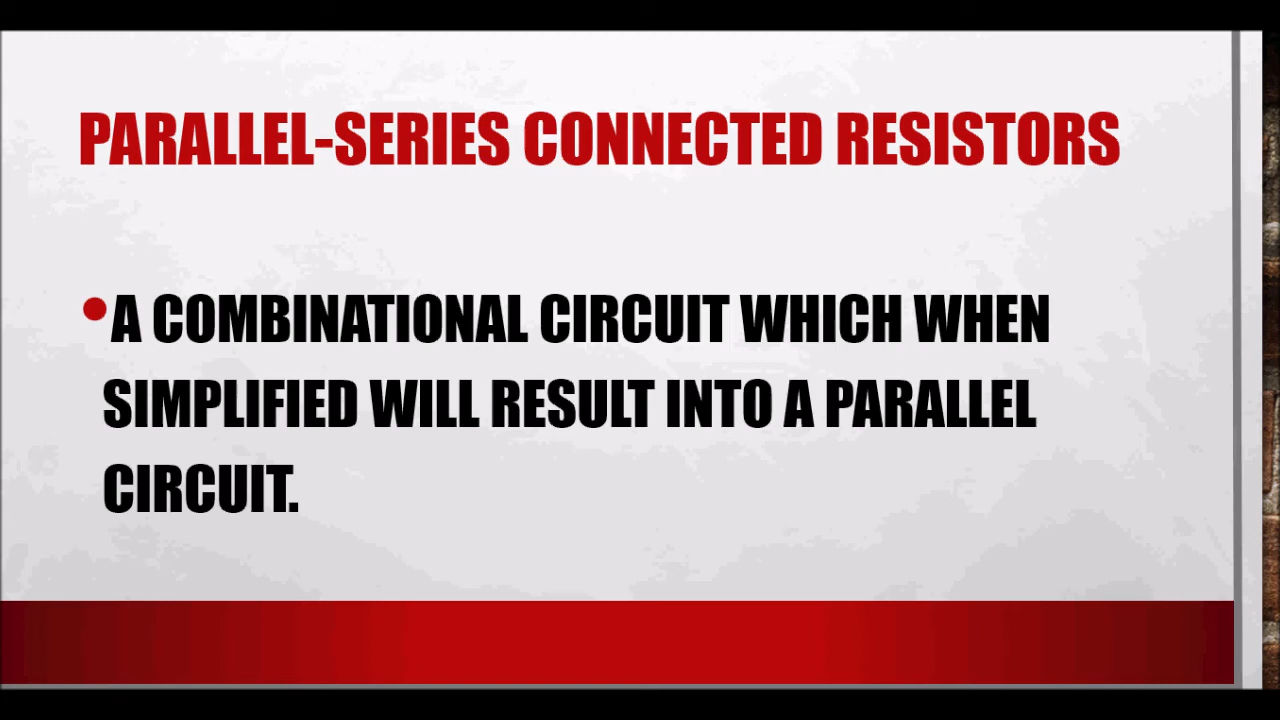 PARALLEL-SERIES CONNECTED RESISTORS
•A COMBINATIONAL CIRCUIT WHICH WHEN
SIMPLIFIED WILL RESULT INTO A PARALLEL
CIRCUIT.